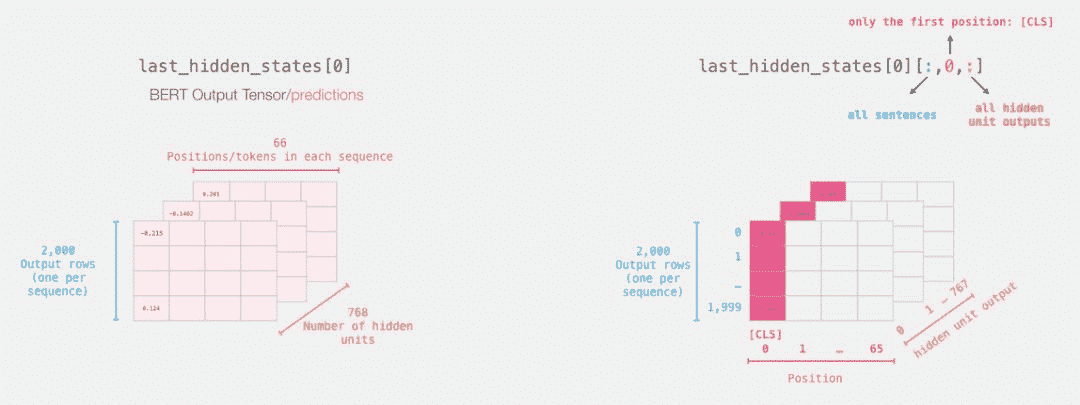 last_hidden_states[0]
BERT Output Tensor/predictions
66
Positions/tokens in each sequence
0.201
-0.1402
-0.215
0.124
2,000
Output rows
(one per
sequence)
768
Number of hidden
units
only the first position: [CLS]
last_hidden_states[0][:,0,:]
all sentences
all hidden
unit outputs
2,000
Output rows
(one per
sequence)
0
1
…
1,999
[CLS]
0 1 … 65
Position
0 1 … 767
hidden unit output